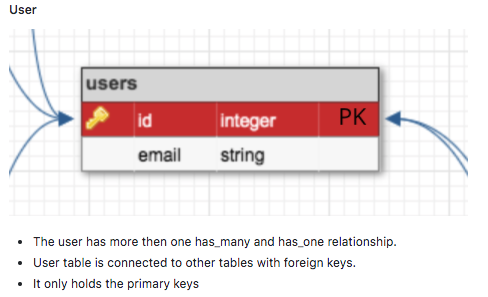 User
users
id integer PK
email string
The user has more then one has_many and has_one relationship.
User table is connected to other tables with foreign keys.
It only holds the primary keys